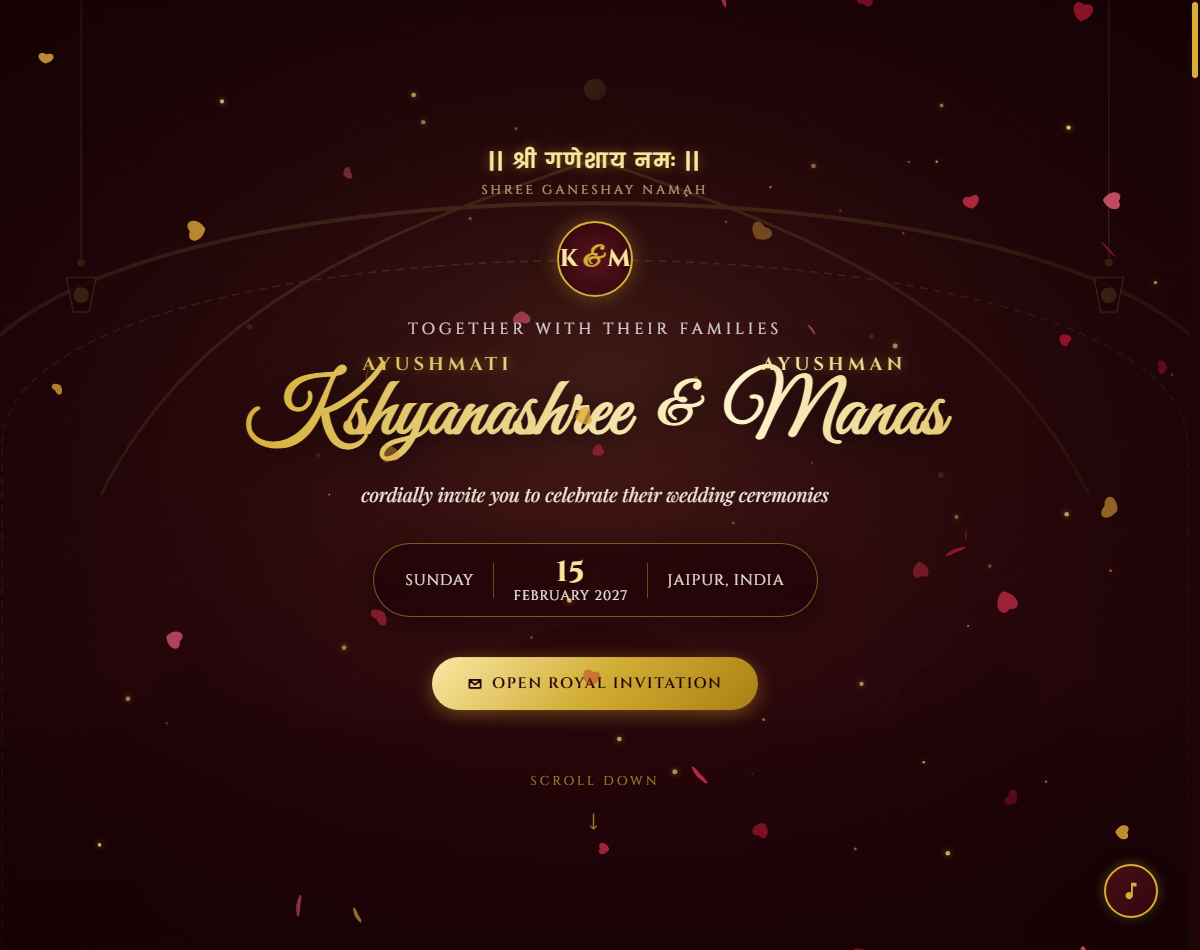 || श्री गणेशाय नमः ||
SHREE GANESHAY NAMAH
K & M
TOGETHER WITH THEIR FAMILIES
AYUSHMATI AYUSHMAN
Kshyanashree & Manas
cordially invite you to celebrate their wedding ceremonies
SUNDAY
15
FEBRUARY 2027
JAIPUR, INDIA
OPEN ROYAL INVITATION
SCROLL DOWN
↓